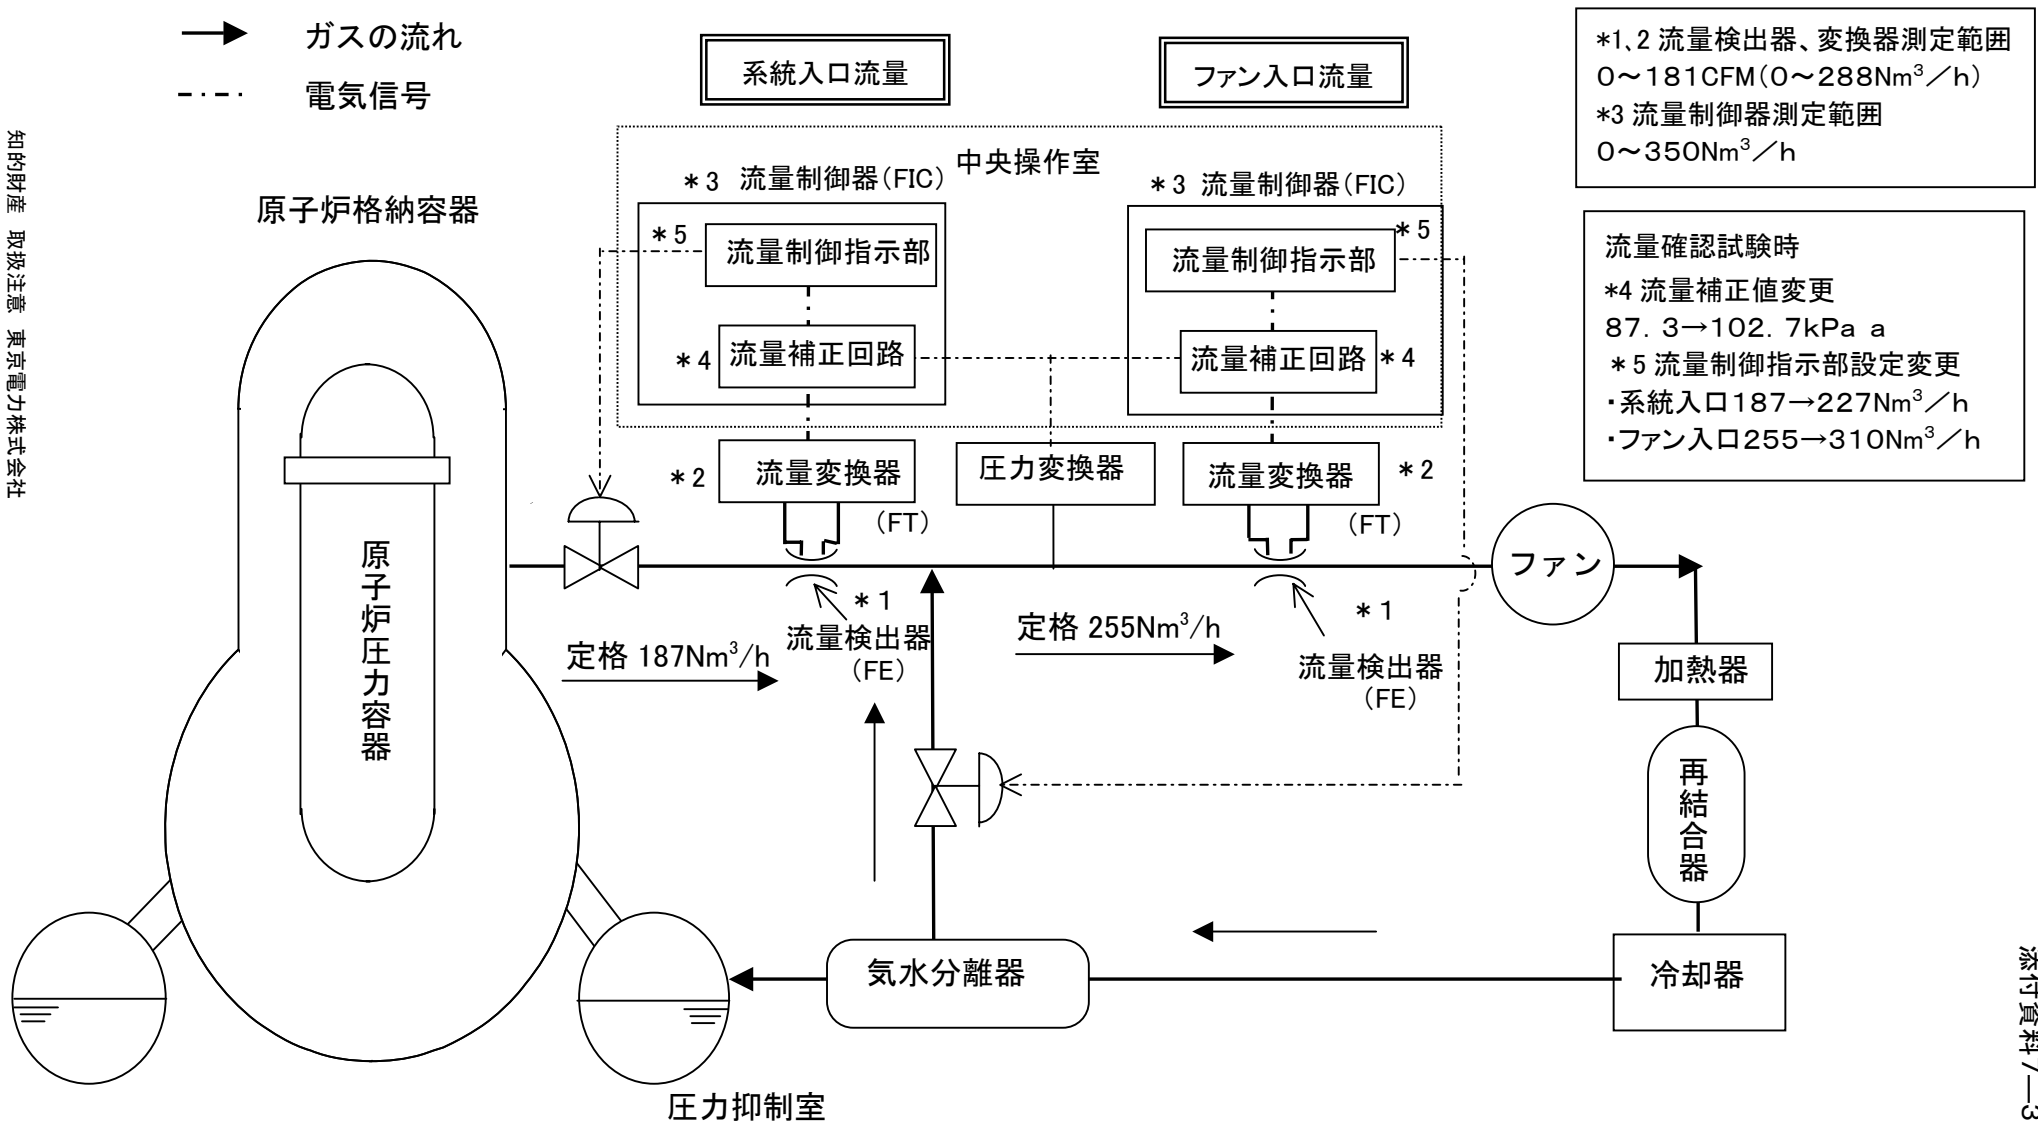 ガスの流れ
電気信号
系統入口流量
ファン入口流量
*1、2 流量検出器、変換器測定範囲
0～181CFM(0～288Nm³／h)
*3 流量制御器測定範囲
0～350Nm³／h
知的財産 取扱注意 東京電力株式会社
中央操作室
*3 流量制御器(FIC)
*3 流量制御器(FIC)
原子炉格納容器
*5
流量制御指示部
流量制御指示部
*5
流量確認試験時
*4 流量補正値変更
87．3→102．7kPa a
*5 流量制御指示部設定変更
・系統入口187→227Nm³／h
・ファン入口255→310Nm³／h
*4
流量補正回路
流量補正回路
*4
*2
流量変換器
(FT)
圧力変換器
流量変換器
*2
(FT)
原子炉圧力容器
ファン
*1
流量検出器
(FE)
定格 187Nm³/h
定格 255Nm³/h
*1
流量検出器
(FE)
加熱器
再結合器
気水分離器
冷却器
圧力抑制室
添付資料7－3